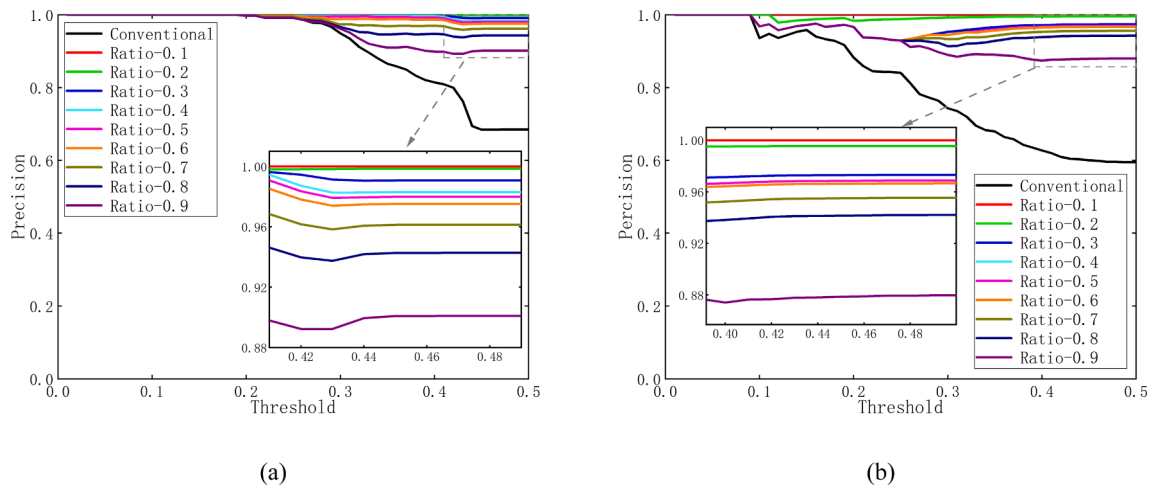 1.0
0.8
0.6
0.4
0.2
0.0
Precision
Conventional
Ratio-0.1
Ratio-0.2
Ratio-0.3
Ratio-0.4
Ratio-0.5
Ratio-0.6
Ratio-0.7
Ratio-0.8
Ratio-0.9
1.00
0.96
0.92
0.88
0.42 0.44 0.46 0.48
0.0 0.1 0.2 0.3 0.4 0.5
Threshold
(a)
1.0
0.8
0.6
0.4
0.2
0.0
Percision
1.00
0.96
0.92
0.88
0.40 0.42 0.44 0.46 0.48
Conventional
Ratio-0.1
Ratio-0.2
Ratio-0.3
Ratio-0.4
Ratio-0.5
Ratio-0.6
Ratio-0.7
Ratio-0.8
Ratio-0.9
0.0 0.1 0.2 0.3 0.4 0.5
Threshold
(b)